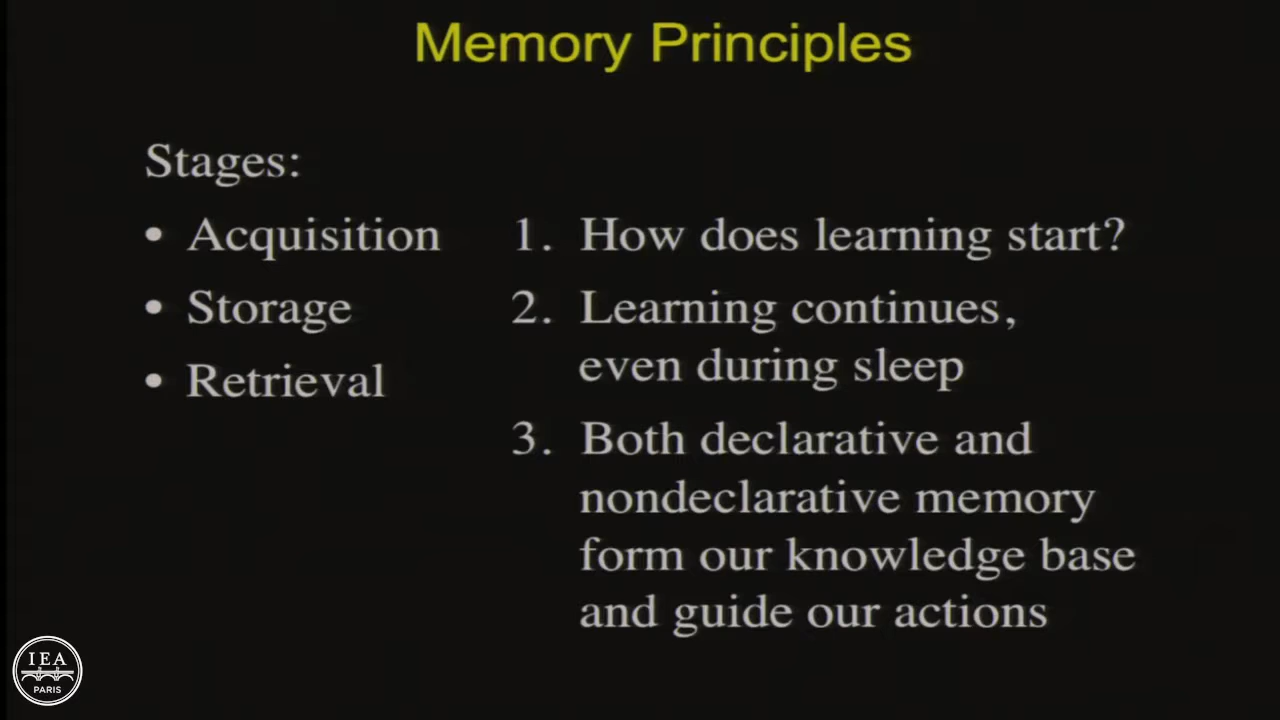 Memory Principles
Stages:
• Acquisition
• Storage
• Retrieval
1. How does learning start?
2. Learning continues,
even during sleep
3. Both declarative and
nondeclarative memory
form our knowledge base
and guide our actions
IEA
PARIS